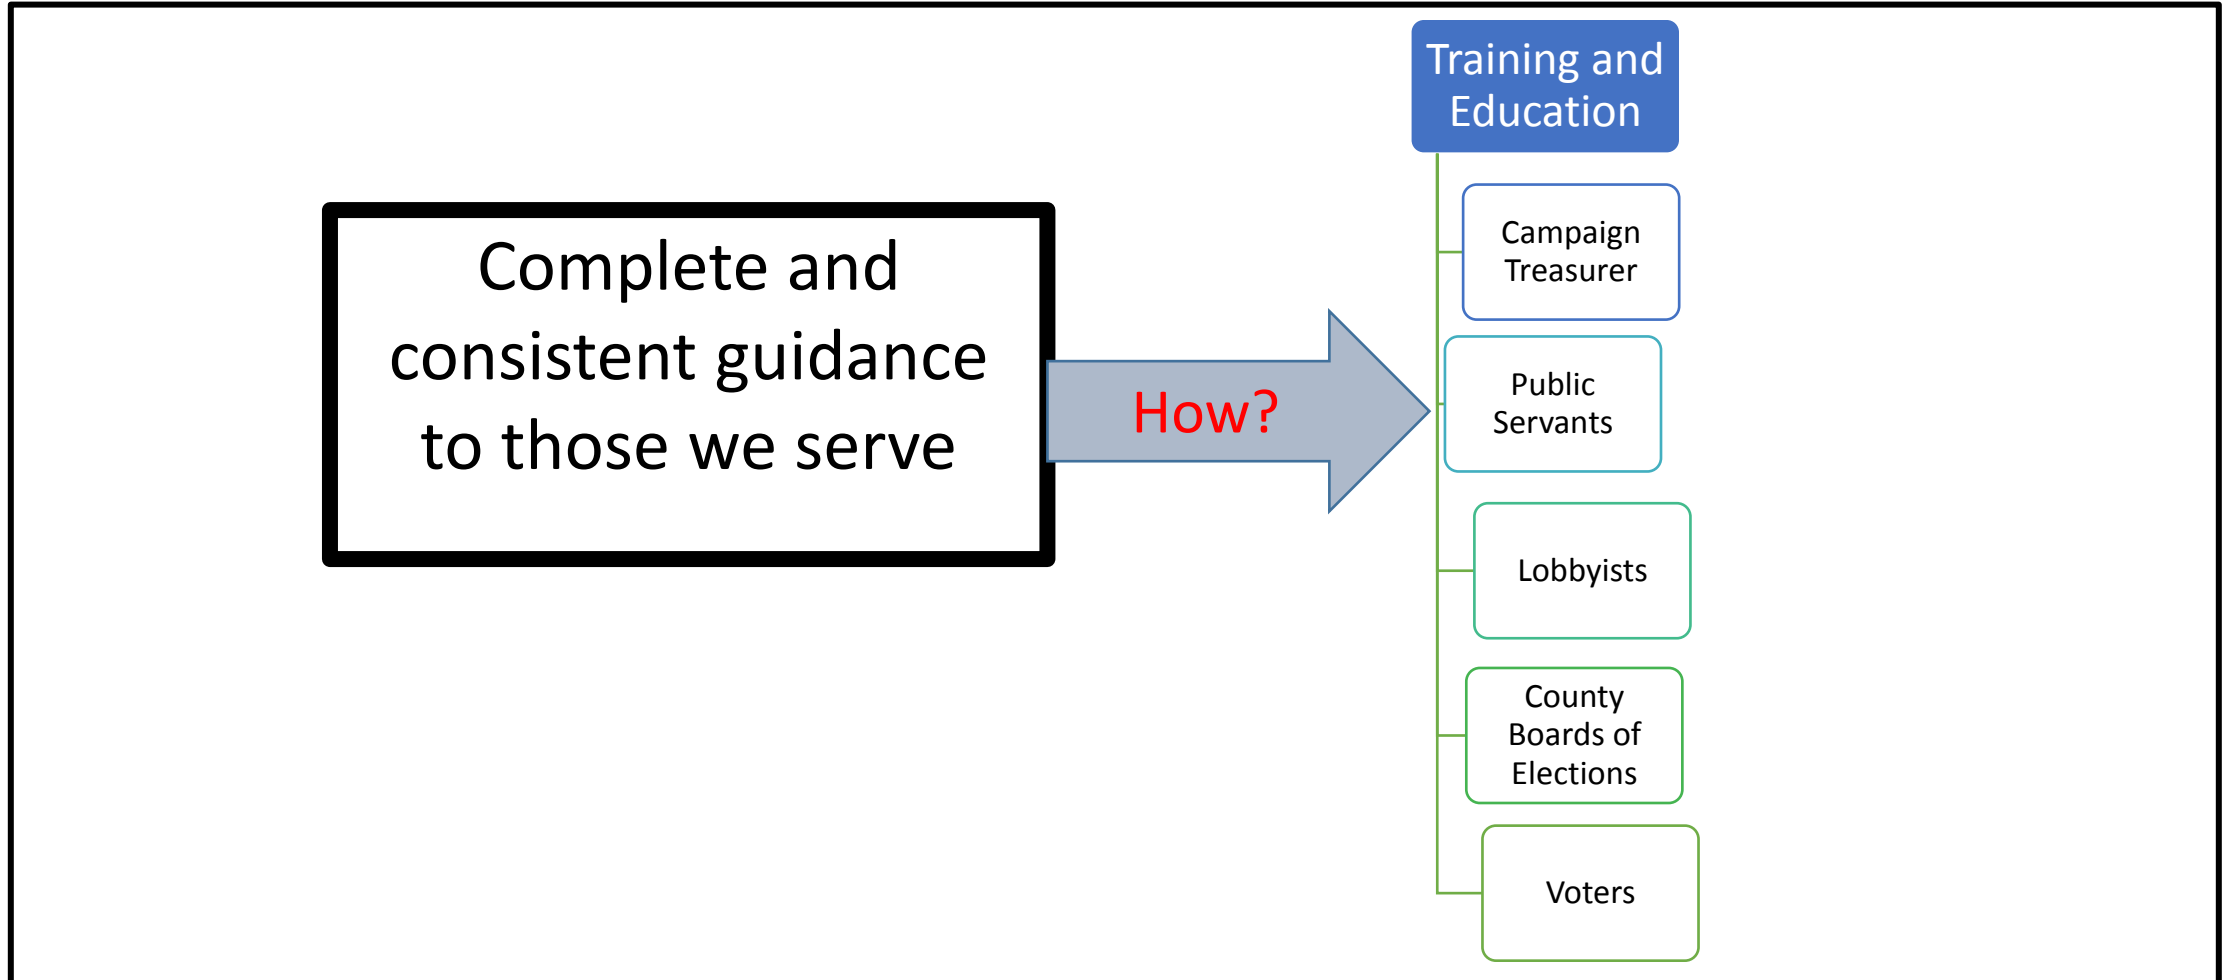 Complete and
consistent guidance
to those we serve
How?
Training and
Education
Campaign
Treasurer
Public
Servants
Lobbyists
County
Boards of
Elections
Voters